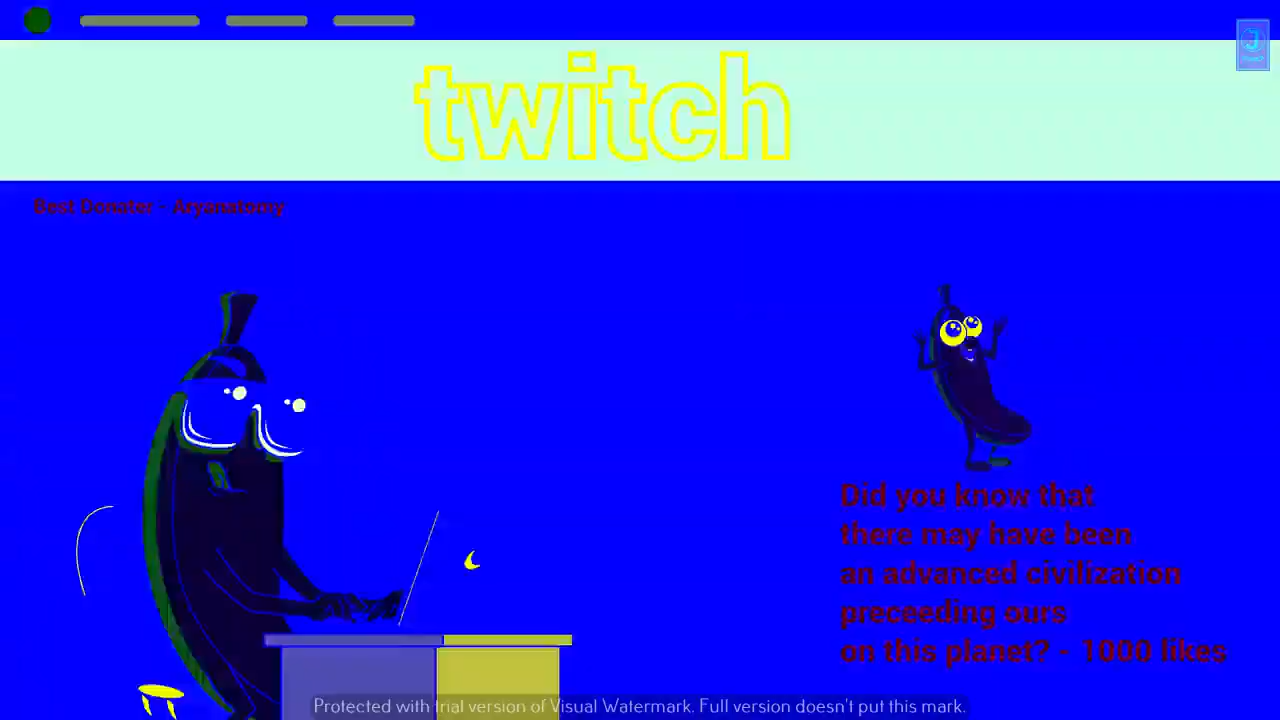 twitch
J
Best Donater - Aryanatomy
Did you know that
there may have been
an advanced civilization
preceeding ours
on this planet? - 1000 likes
Protected with trial version of Visual Watermark. Full version doesn't put this mark.